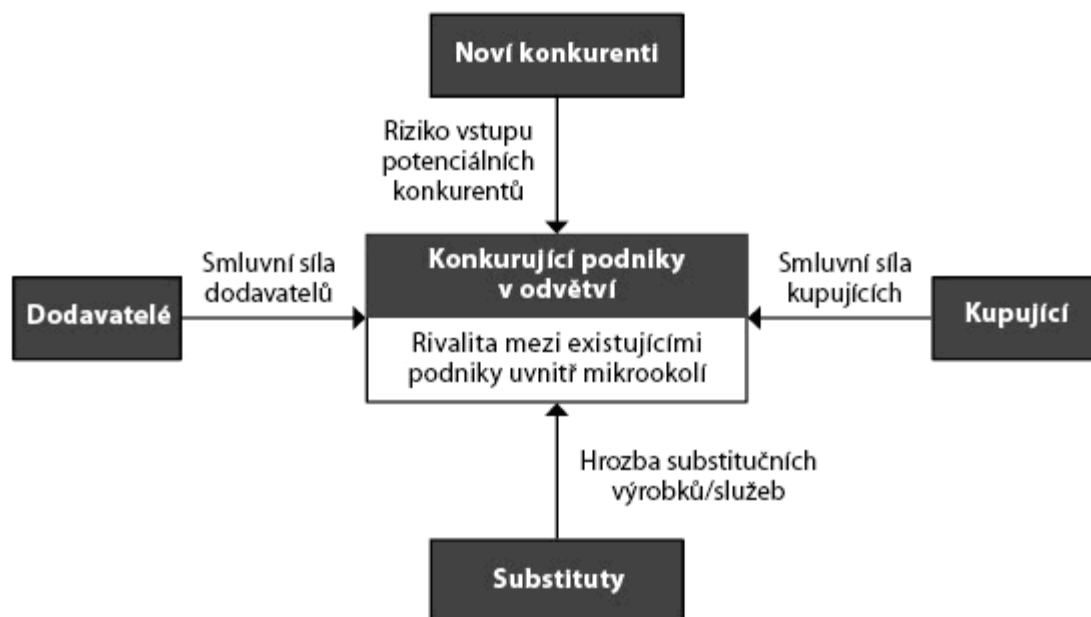 Noví konkurenti
Riziko vstupu
potenciálních
konkurentů
Smluvní síla
dodavatelů
Dodavatelé
Konkurující podniky
v odvětví
Rivalita mezi existujícími
podniky uvnitř mikrookolí
Smluvní síla
kupujících
Kupující
Hrozba substitučních
výrobků/služeb
Substituty